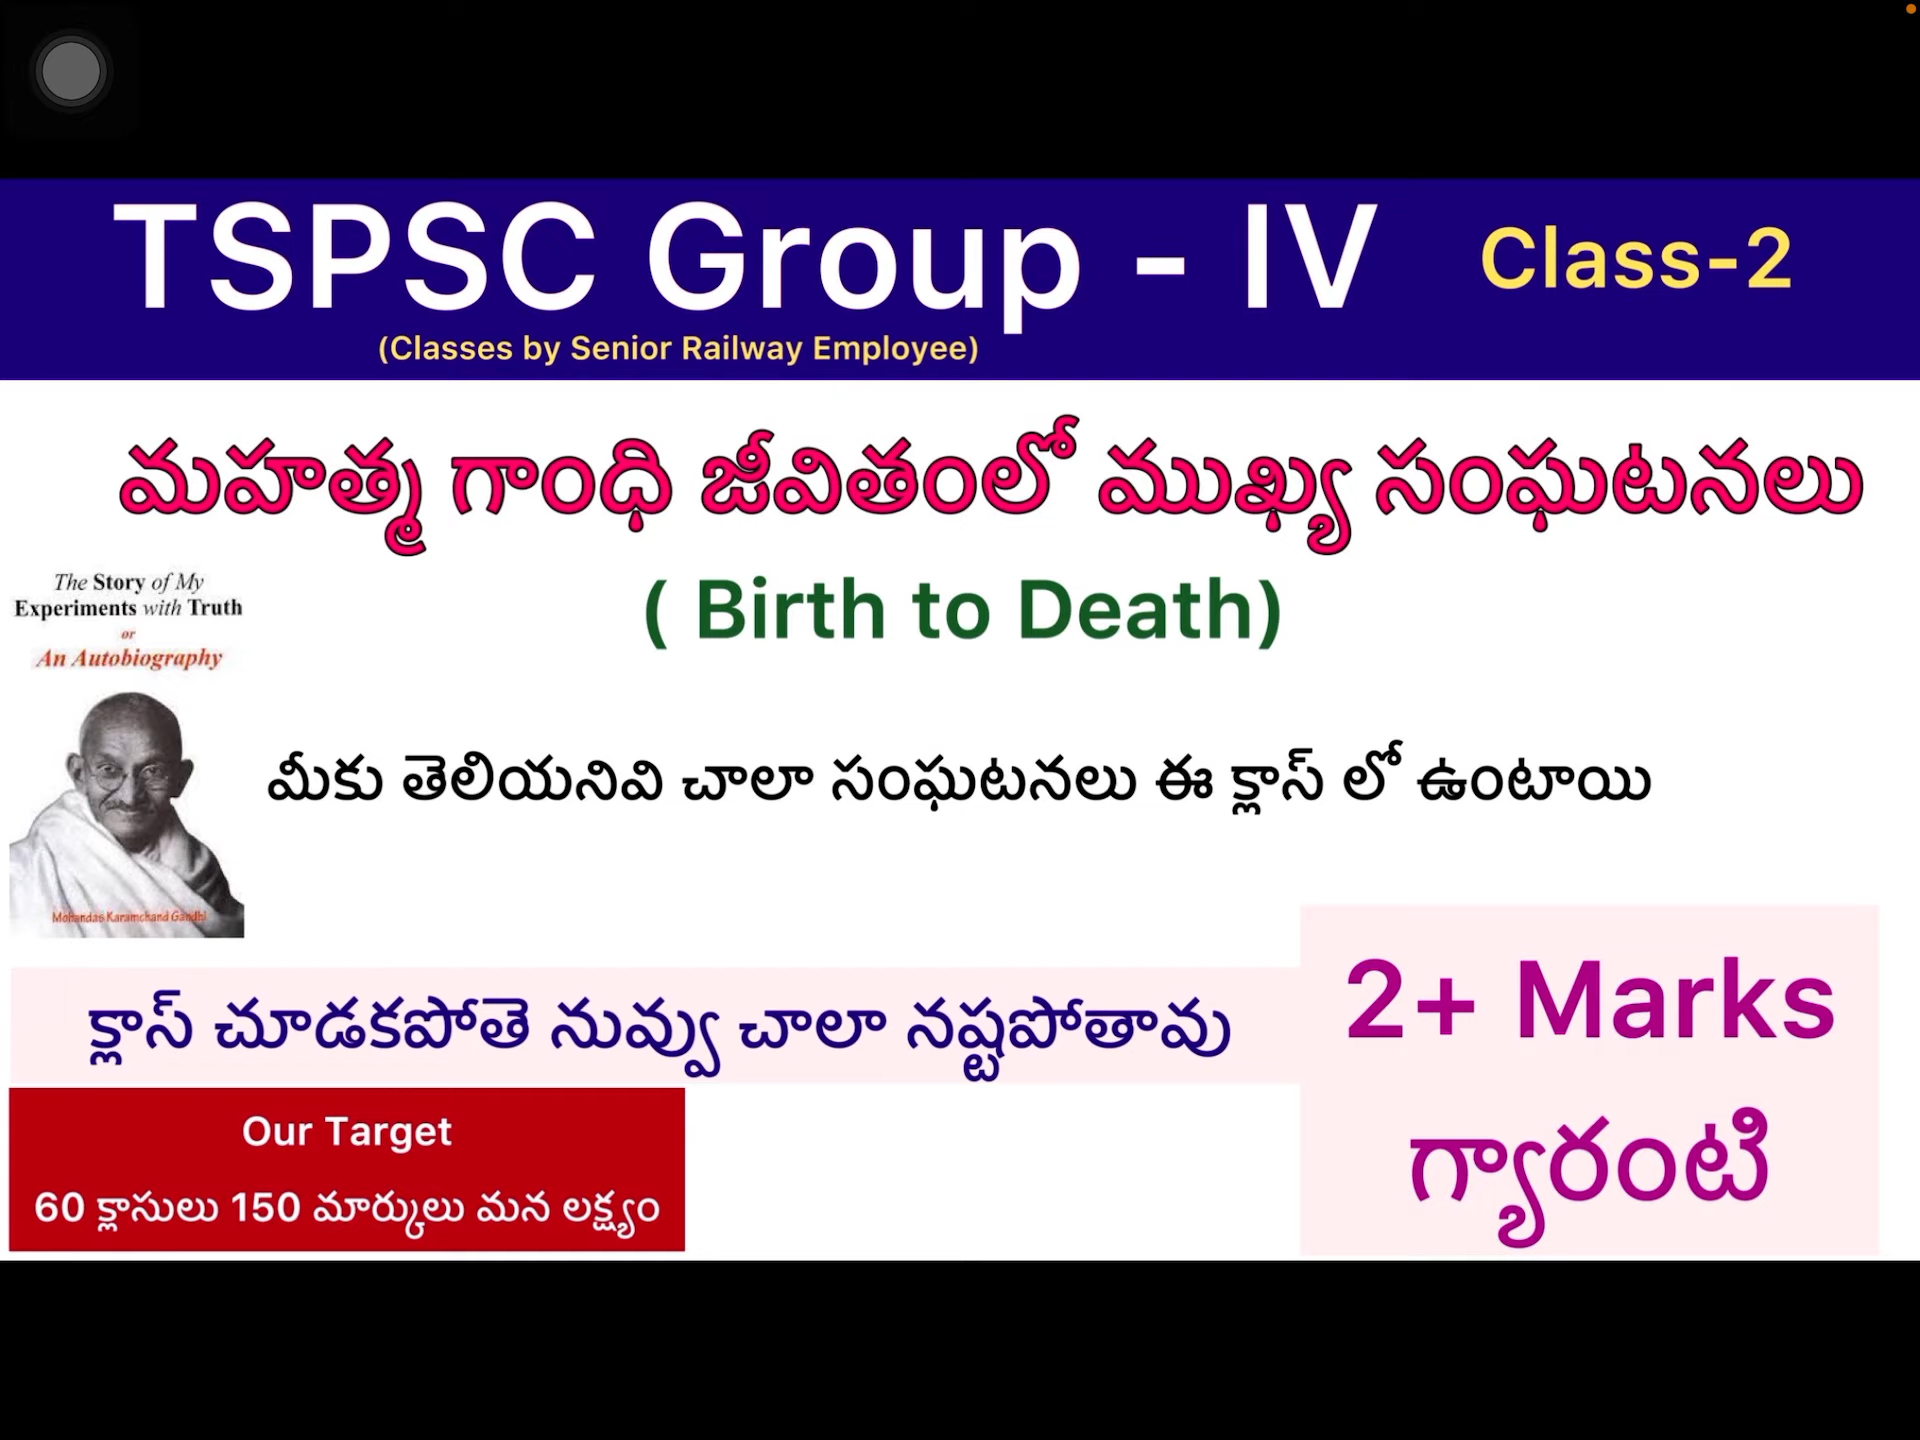 TSPSC Group - IV Class-2
(Classes by Senior Railway Employee)
మహత్మ గాంధి జీవితంలో ముఖ్య సంఘటనలు
( Birth to Death)
The Story of My
Experiments with Truth
or
An Autobiography
Mohandas Karamchand Gandhi
మీకు తెలియనివి చాలా సంఘటనలు ఈ క్లాస్ లో ఉంటాయి
క్లాస్ చూడకపోతె నువ్వు చాలా నష్టపోతావు
2+ Marks
గ్యారంటి
Our Target
60 క్లాసులు 150 మార్కులు మన లక్ష్యం